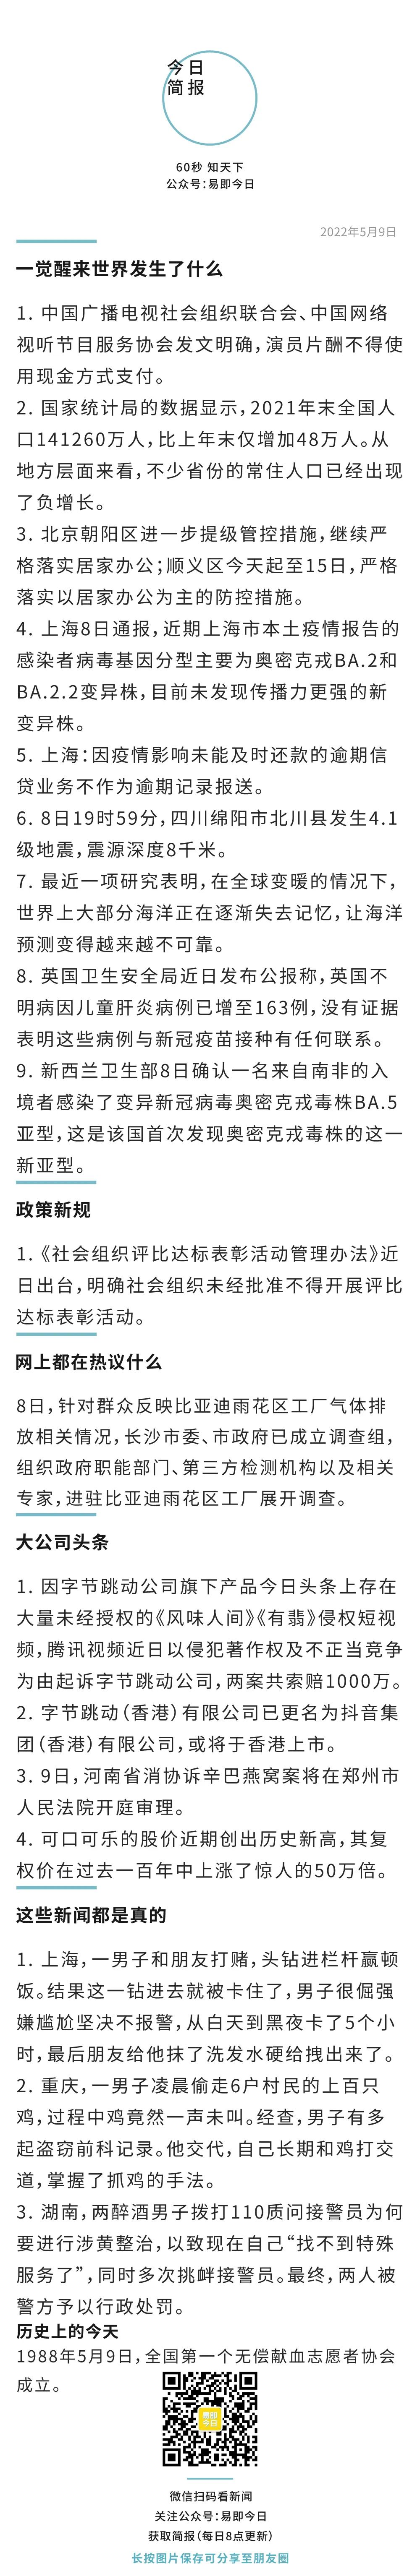 今日
简报
60秒 知天下
公众号：易即今日
2022年5月9日
一觉醒来世界发生了什么
1. 中国广播电视社会组织联合会、中国网络
视听节目服务协会发文明确，演员片酬不得使
用现金方式支付。
2. 国家统计局的数据显示，2021年末全国人
口141260万人，比上年末仅增加48万人。从
地方层面来看，不少省份的常住人口已经出现
了负增长。
3. 北京朝阳区进一步提级管控措施，继续严
格落实居家办公；顺义区今天起至15日，严格
落实以居家办公为主的防控措施。
4. 上海8日通报，近期上海市本土疫情报告的
感染者病毒基因分型主要为奥密克戎BA.2和
BA.2.2变异株，目前未发现传播力更强的新
变异株。
5. 上海：因疫情影响未能及时还款的逾期信
贷业务不作为逾期记录报送。
6. 8日19时59分，四川绵阳市北川县发生4.1
级地震，震源深度8千米。
7. 最近一项研究表明，在全球变暖的情况下，
世界上大部分海洋正在逐渐失去记忆，让海洋
预测变得越来越不可靠。
8. 英国卫生安全局近日发布公报称，英国不
明病因儿童肝炎病例已增至163例，没有证据
表明这些病例与新冠疫苗接种有任何联系。
9. 新西兰卫生部8日确认一名来自南非的入
境者感染了变异新冠病毒奥密克戎毒株BA.5
亚型，这是该国首次发现奥密克戎毒株的这一
新亚型。
政策新规
1.《社会组织评比达标表彰活动管理办法》近
日出台，明确社会组织未经批准不得开展评比
达标表彰活动。
网上都在热议什么
8日，针对群众反映比亚迪雨花区工厂气体排
放相关情况，长沙市委、市政府已成立调查组，
组织政府职能部门、第三方检测机构以及相关
专家，进驻比亚迪雨花区工厂展开调查。
大公司头条
1. 因字节跳动公司旗下产品今日头条上存在
大量未经授权的《风味人间》《有翡》侵权短视
频，腾讯视频近日以侵犯著作权及不正当竞争
为由起诉字节跳动公司，两案共索赔1000万。
2. 字节跳动（香港）有限公司已更名为抖音集
团（香港）有限公司，或将于香港上市。
3. 9日，河南省消协诉辛巴燕窝案将在郑州市
人民法院开庭审理。
4. 可口可乐的股价近期创出历史新高，其复
权价在过去一百年中上涨了惊人的50万倍。
这些新闻都是真的
1. 上海，一男子和朋友打赌，头钻进栏杆赢顿
饭。结果这一钻进去就被卡住了，男子很倔强
嫌尴尬坚决不报警，从白天到黑夜卡了5个小
时，最后朋友给他抹了洗发水硬给拽出来了。
2. 重庆，一男子凌晨偷走6户村民的上百只
鸡，过程中鸡竟然一声未叫。经查，男子有多
起盗窃前科记录。他交代，自己长期和鸡打交
道，掌握了抓鸡的手法。
3. 湖南，两醉酒男子拨打110质问接警员为何
要进行涉黄整治，以致现在自己“找不到特殊
服务了”，同时多次挑衅接警员。最终，两人被
警方予以行政处罚。
历史上的今天
1988年5月9日，全国第一个无偿献血志愿者协会
成立。
易即
今日
微信扫码看新闻
关注公众号：易即今日
获取简报（每日8点更新）
长按图片保存可分享至朋友圈